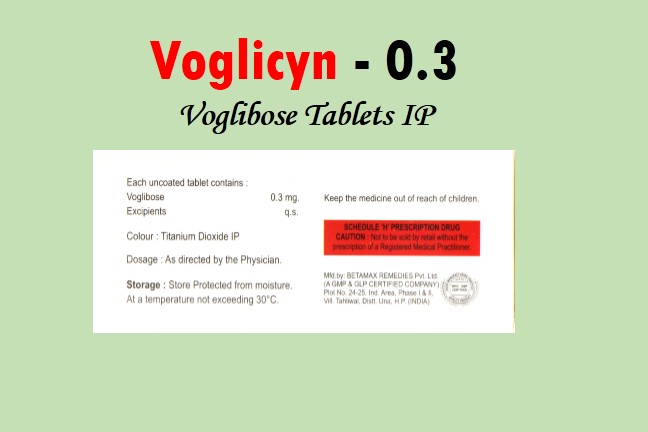 Voglicyn - 0.3
Voglibose Tablets IP
Each uncoated tablet contains :
Voglibose 0.3 mg.
Excipients q.s.
Colour : Titanium Dioxide IP
Dosage : As directed by the Physician.
Storage : Store Protected from moisture.
At a temperature not exceeding 30°C.
Keep the medicine out of reach of children.
SCHEDULE 'H' PRESCRIPTION DRUG
CAUTION : Not to be sold by retail without the
prescription of a Registered Medical Practitioner.
Mfd.by: BETAMAX REMEDIES Pvt. Ltd.
(A GMP & GLP CERTIFIED COMPANY)
Plot No. 24-25, Ind. Area, Phase I & II,
Vill. Tahliwal, Distt. Una, H.P. (INDIA)